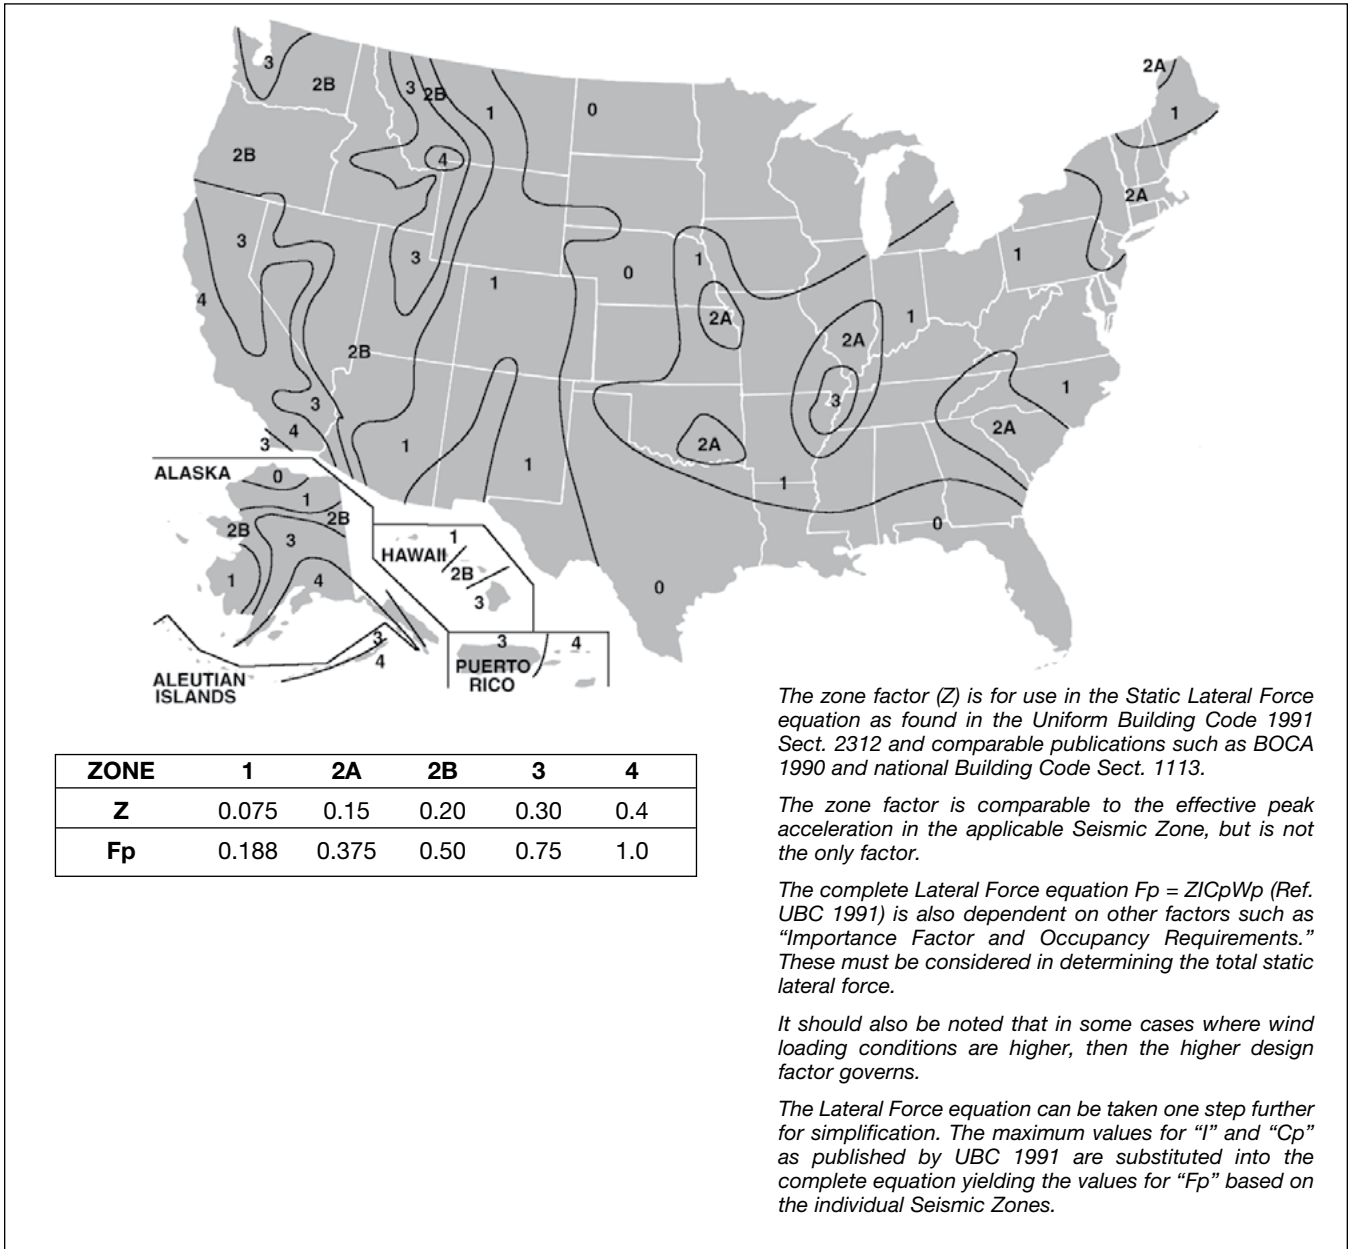 2A
3
2B
3
2B
1
0
1
2B
4
2A
3
3
1
0
1
1
4
1
2A
2A
1
2B
3
1
3
2A
4
3
1
2A
1
ALASKA
0
1
1
2B
2B
0
3
1
HAWAII
1
4
2B
0
3
3
4
3
4
PUERTO
RICO
ALEUTIAN
ISLANDS
ZONE 1 2A 2B 3 4
Z 0.075 0.15 0.20 0.30 0.4
Fp 0.188 0.375 0.50 0.75 1.0
The zone factor (Z) is for use in the Static Lateral Force
equation as found in the Uniform Building Code 1991
Sect. 2312 and comparable publications such as BOCA
1990 and national Building Code Sect. 1113.
The zone factor is comparable to the effective peak
acceleration in the applicable Seismic Zone, but is not
the only factor.
The complete Lateral Force equation Fp = ZICpWp (Ref.
UBC 1991) is also dependent on other factors such as
“Importance Factor and Occupancy Requirements.”
These must be considered in determining the total static
lateral force.
It should also be noted that in some cases where wind
loading conditions are higher, then the higher design
factor governs.
The Lateral Force equation can be taken one step further
for simplification. The maximum values for “I” and “Cp”
as published by UBC 1991 are substituted into the
complete equation yielding the values for “Fp” based on
the individual Seismic Zones.